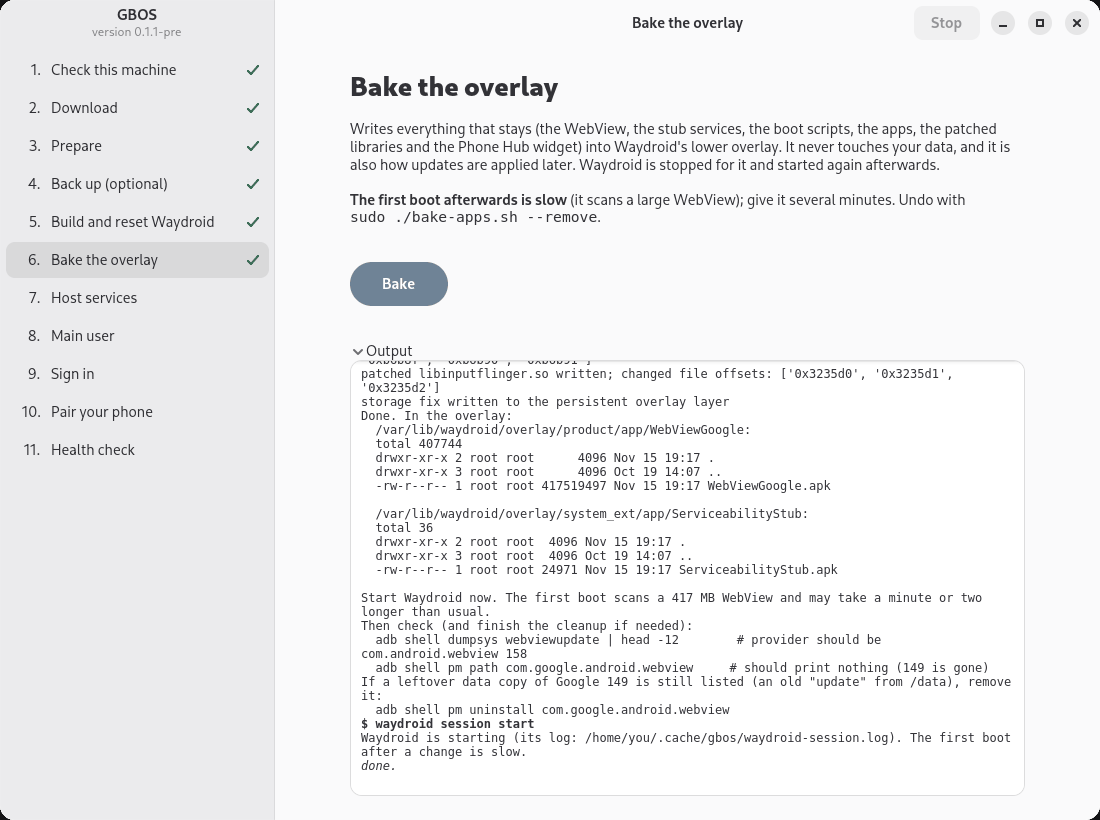 GBOS
version 0.1.1-pre
1. Check this machine
2. Download
3. Prepare
4. Back up (optional)
5. Build and reset Waydroid
6. Bake the overlay
7. Host services
8. Main user
9. Sign in
10. Pair your phone
11. Health check
Bake the overlay
Stop
Bake the overlay
Writes everything that stays (the WebView, the stub services, the boot scripts, the apps, the patched
libraries and the Phone Hub widget) into Waydroid's lower overlay. It never touches your data, and it is
also how updates are applied later. Waydroid is stopped for it and started again afterwards.
The first boot afterwards is slow (it scans a large WebView); give it several minutes. Undo with
sudo ./bake-apps.sh --remove.
Bake
Output
patched libinputflinger.so written; changed file offsets: ['0x3235d0', '0x3235d1',
'0x3235d2']
storage fix written to the persistent overlay layer
Done. In the overlay:
  /var/lib/waydroid/overlay/product/app/WebViewGoogle:
  total 407744
  drwxr-xr-x 2 root root      4096 Nov 15 19:17 .
  drwxr-xr-x 3 root root      4096 Oct 19 14:07 ..
  -rw-r--r-- 1 root root 417519497 Nov 15 19:17 WebViewGoogle.apk
  /var/lib/waydroid/overlay/system_ext/app/ServiceabilityStub:
  total 36
  drwxr-xr-x 2 root root  4096 Nov 15 19:17 .
  drwxr-xr-x 3 root root  4096 Oct 19 14:07 ..
  -rw-r--r-- 1 root root 24971 Nov 15 19:17 ServiceabilityStub.apk
Start Waydroid now. The first boot scans a 417 MB WebView and may take a minute or two
longer than usual.
Then check (and finish the cleanup if needed):
  adb shell dumpsys webviewupdate | head -12        # provider should be
com.android.webview 158
  adb shell pm path com.google.android.webview     # should print nothing (149 is gone)
If a leftover data copy of Google 149 is still listed (an old "update" from /data), remove
it:
  adb shell pm uninstall com.google.android.webview
$ waydroid session start
Waydroid is starting (its log: /home/you/.cache/gbos/waydroid-session.log). The first boot
after a change is slow.
done.